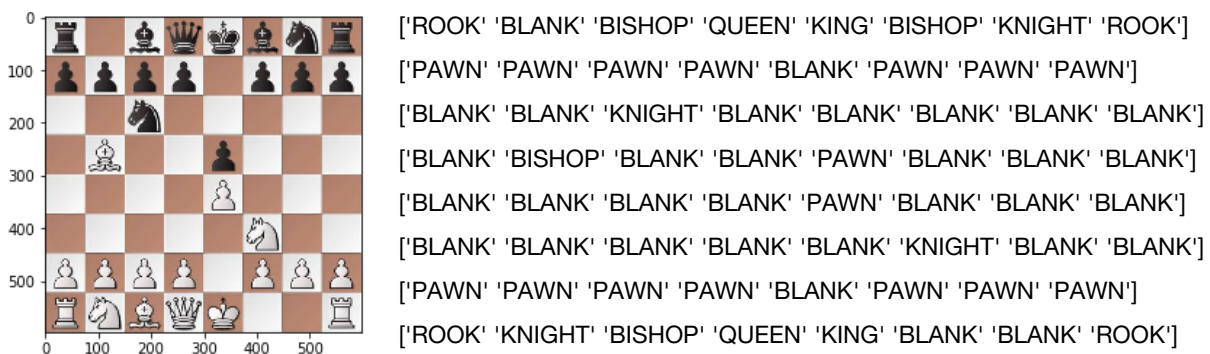 0
100
200
300
400
500
0 100 200 300 400 500
['ROOK' 'BLANK' 'BISHOP' 'QUEEN' 'KING' 'BISHOP' 'KNIGHT' 'ROOK']
['PAWN' 'PAWN' 'PAWN' 'PAWN' 'BLANK' 'PAWN' 'PAWN' 'PAWN']
['BLANK' 'BLANK' 'KNIGHT' 'BLANK' 'BLANK' 'BLANK' 'BLANK' 'BLANK']
['BLANK' 'BISHOP' 'BLANK' 'BLANK' 'PAWN' 'BLANK' 'BLANK' 'BLANK']
['BLANK' 'BLANK' 'BLANK' 'BLANK' 'PAWN' 'BLANK' 'BLANK' 'BLANK']
['BLANK' 'BLANK' 'BLANK' 'BLANK' 'BLANK' 'KNIGHT' 'BLANK' 'BLANK']
['PAWN' 'PAWN' 'PAWN' 'PAWN' 'BLANK' 'PAWN' 'PAWN' 'PAWN']
['ROOK' 'KNIGHT' 'BISHOP' 'QUEEN' 'KING' 'BLANK' 'BLANK' 'ROOK']